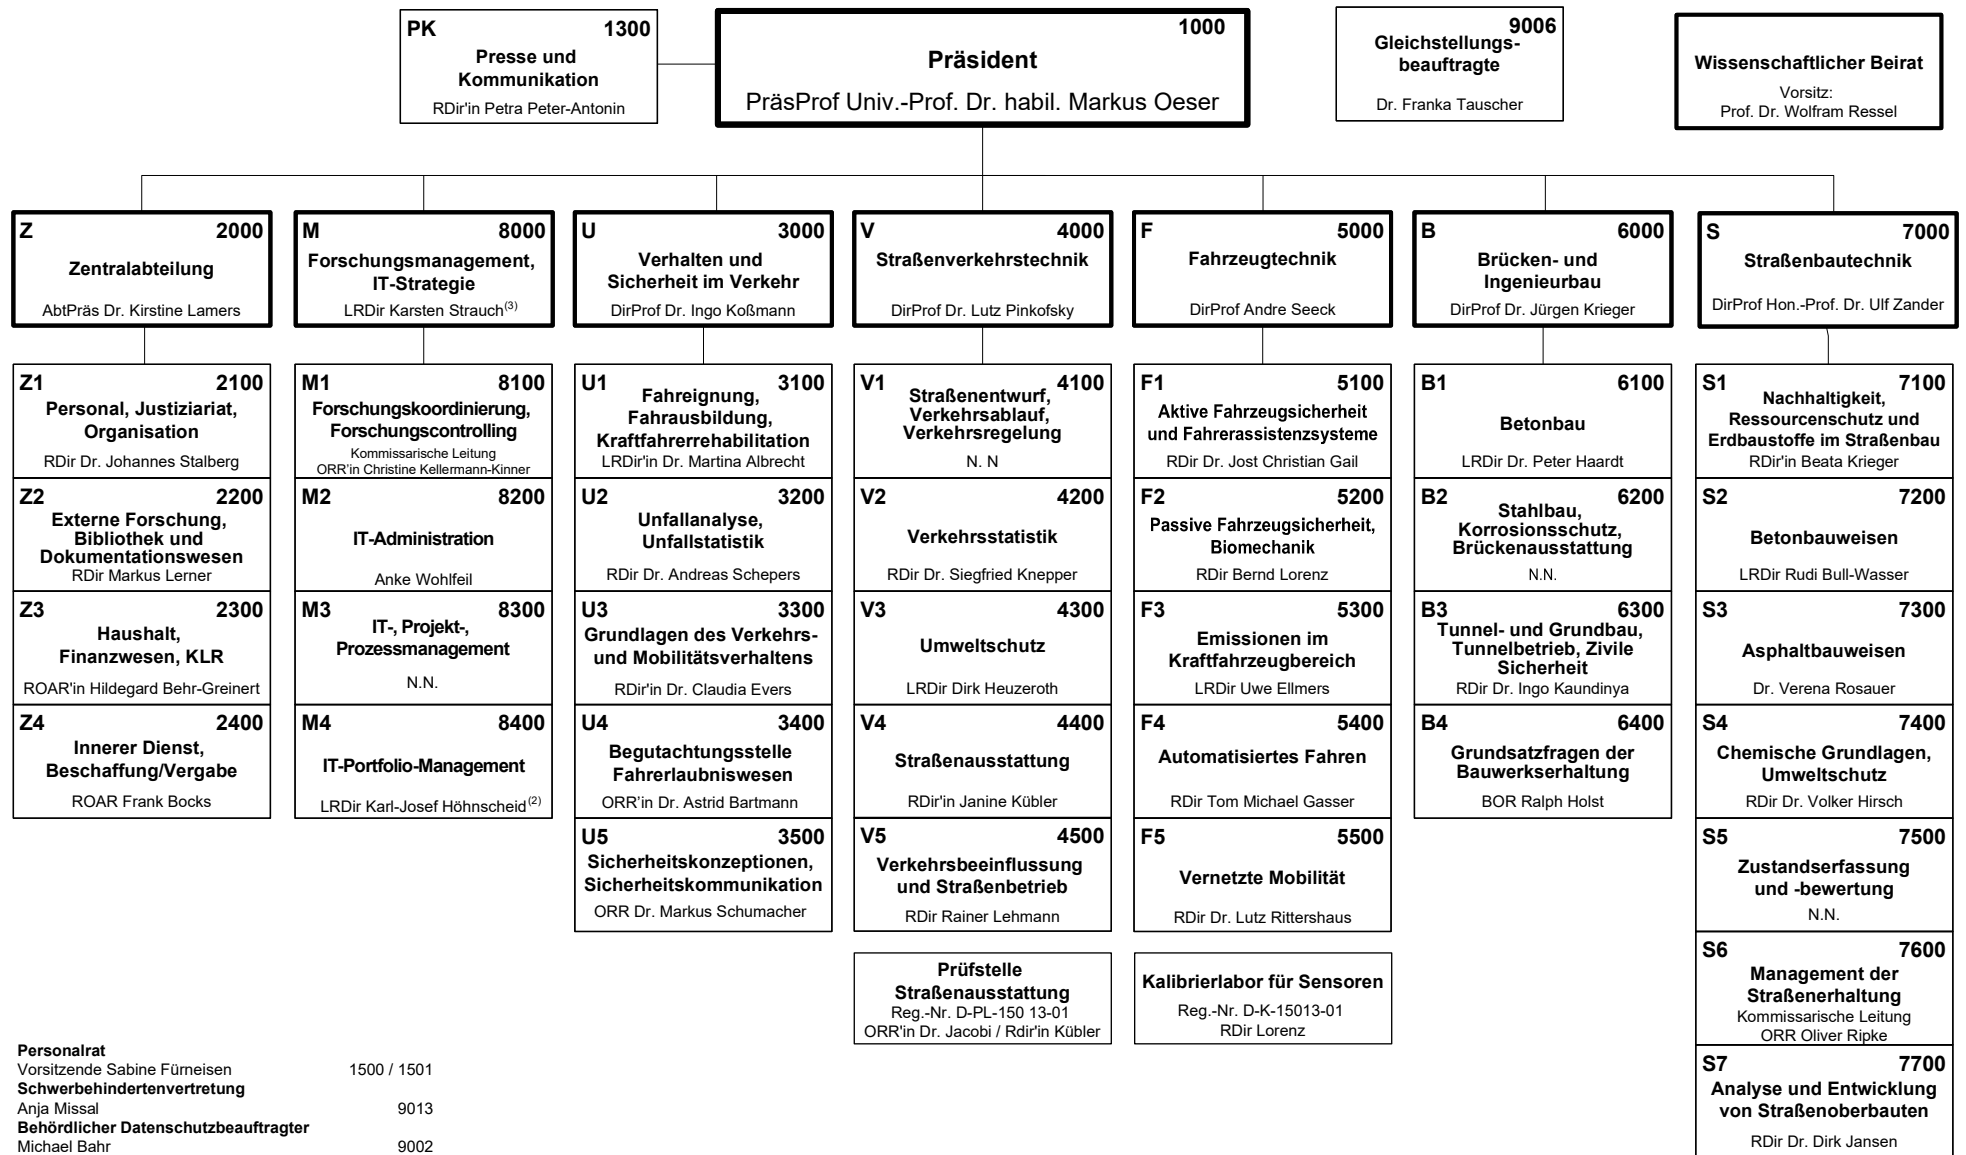 PK 1300
Presse und
Kommunikation
RDir'in Petra Peter-Antonin
1000
Präsident
PräsProf Univ.-Prof. Dr. habil. Markus Oeser
9006
Gleichstellungs-
beauftragte
Dr. Franka Tauscher
Wissenschaftlicher Beirat
Vorsitz:
Prof. Dr. Wolfram Ressel
Z 2000
Zentralabteilung
AbtPräs Dr. Kirstine Lamers
M 8000
Forschungsmanagement,
IT-Strategie
LRDir Karsten Strauch(3)
U 3000
Verhalten und
Sicherheit im Verkehr
DirProf Dr. Ingo Koßmann
V 4000
Straßenverkehrstechnik
DirProf Dr. Lutz Pinkofsky
F 5000
Fahrzeugtechnik
DirProf Andre Seeck
B 6000
Brücken- und
Ingenieurbau
DirProf Dr. Jürgen Krieger
S 7000
Straßenbautechnik
DirProf Hon.-Prof. Dr. Ulf Zander
Z1 2100
Personal, Justiziariat,
Organisation
RDir Dr. Johannes Stalberg
Z2 2200
Externe Forschung,
Bibliothek und
Dokumentationswesen
RDir Markus Lerner
Z3 2300
Haushalt,
Finanzwesen, KLR
ROAR'in Hildegard Behr-Greinert
Z4 2400
Innerer Dienst,
Beschaffung/Vergabe
ROAR Frank Bocks
M1 8100
Forschungskoordinierung,
Forschungscontrolling
Kommissarische Leitung
ORR'in Christine Kellermann-Kinner
M2 8200
IT-Administration
Anke Wohlfeil
M3 8300
IT-, Projekt-,
Prozessmanagement
N.N.
M4 8400
IT-Portfolio-Management
LRDir Karl-Josef Höhnscheid(2)
U1 3100
Fahreignung,
Fahrausbildung,
Kraftfahrerrehabilitation
LRDir'in Dr. Martina Albrecht
U2 3200
Unfallanalyse,
Unfallstatistik
RDir Dr. Andreas Schepers
U3 3300
Grundlagen des Verkehrs-
und Mobilitätsverhaltens
RDir'in Dr. Claudia Evers
U4 3400
Begutachtungsstelle
Fahrerlaubniswesen
ORR'in Dr. Astrid Bartmann
U5 3500
Sicherheitskonzeptionen,
Sicherheitskommunikation
ORR Dr. Markus Schumacher
V1 4100
Straßenentwurf,
Verkehrsablauf,
Verkehrsregelung
N. N
V2 4200
Verkehrsstatistik
RDir Dr. Siegfried Knepper
V3 4300
Umweltschutz
LRDir Dirk Heuzeroth
V4 4400
Straßenausstattung
RDir'in Janine Kübler
V5 4500
Verkehrsbeeinflussung
und Straßenbetrieb
RDir Rainer Lehmann
Prüfstelle
Straßenausstattung
Reg.-Nr. D-PL-150 13-01
ORR'in Dr. Jacobi / Rdir'in Kübler
F1 5100
Aktive Fahrzeugsicherheit
und Fahrerassistenzsysteme
RDir Dr. Jost Christian Gail
F2 5200
Passive Fahrzeugsicherheit,
Biomechanik
RDir Bernd Lorenz
F3 5300
Emissionen im
Kraftfahrzeugbereich
LRDir Uwe Ellmers
F4 5400
Automatisiertes Fahren
RDir Tom Michael Gasser
F5 5500
Vernetzte Mobilität
RDir Dr. Lutz Rittershaus
Kalibrierlabor für Sensoren
Reg.-Nr. D-K-15013-01
RDir Lorenz
B1 6100
Betonbau
LRDir Dr. Peter Haardt
B2 6200
Stahlbau,
Korrosionsschutz,
Brückenausstattung
N.N.
B3 6300
Tunnel- und Grundbau,
Tunnelbetrieb, Zivile
Sicherheit
RDir Dr. Ingo Kaundinya
B4 6400
Grundsatzfragen der
Bauwerkserhaltung
BOR Ralph Holst
S1 7100
Nachhaltigkeit,
Ressourcenschutz und
Erdbaustoffe im Straßenbau
RDir'in Beata Krieger
S2 7200
Betonbauweisen
LRDir Rudi Bull-Wasser
S3 7300
Asphaltbauweisen
Dr. Verena Rosauer
S4 7400
Chemische Grundlagen,
Umweltschutz
RDir Dr. Volker Hirsch
S5 7500
Zustandserfassung
und -bewertung
N.N.
S6 7600
Management der
Straßenerhaltung
Kommissarische Leitung
ORR Oliver Ripke
S7 7700
Analyse und Entwicklung
von Straßenoberbauten
RDir Dr. Dirk Jansen
Personalrat
Vorsitzende Sabine Fürneisen 1500 / 1501
Schwerbehindertenvertretung
Anja Missal 9013
Behördlicher Datenschutzbeauftragter
Michael Bahr 9002